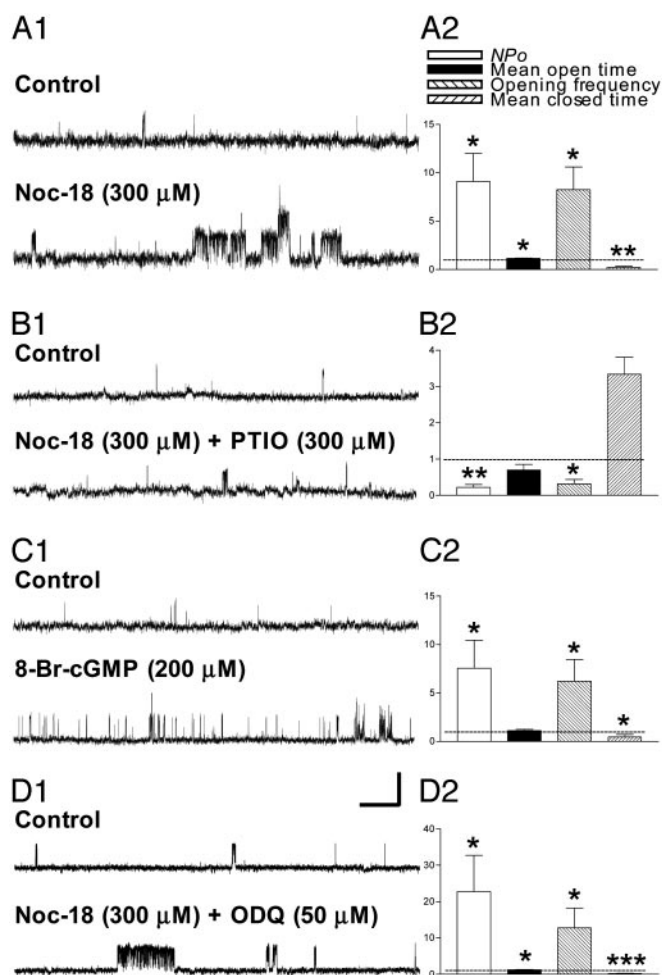 A1
Control
Noc-18 (300 µM)
A2
NPo
Mean open time
Opening frequency
Mean closed time
15
10
5
0
*
*
*
**
B1
Control
Noc-18 (300 µM) + PTIO (300 µM)
B2
4
3
2
1
0
**
*
C1
Control
8-Br-cGMP (200 µM)
C2
15
10
5
0
*
*
*
D1
Control
Noc-18 (300 µM) + ODQ (50 µM)
D2
40
30
20
10
0
*
*
*
***